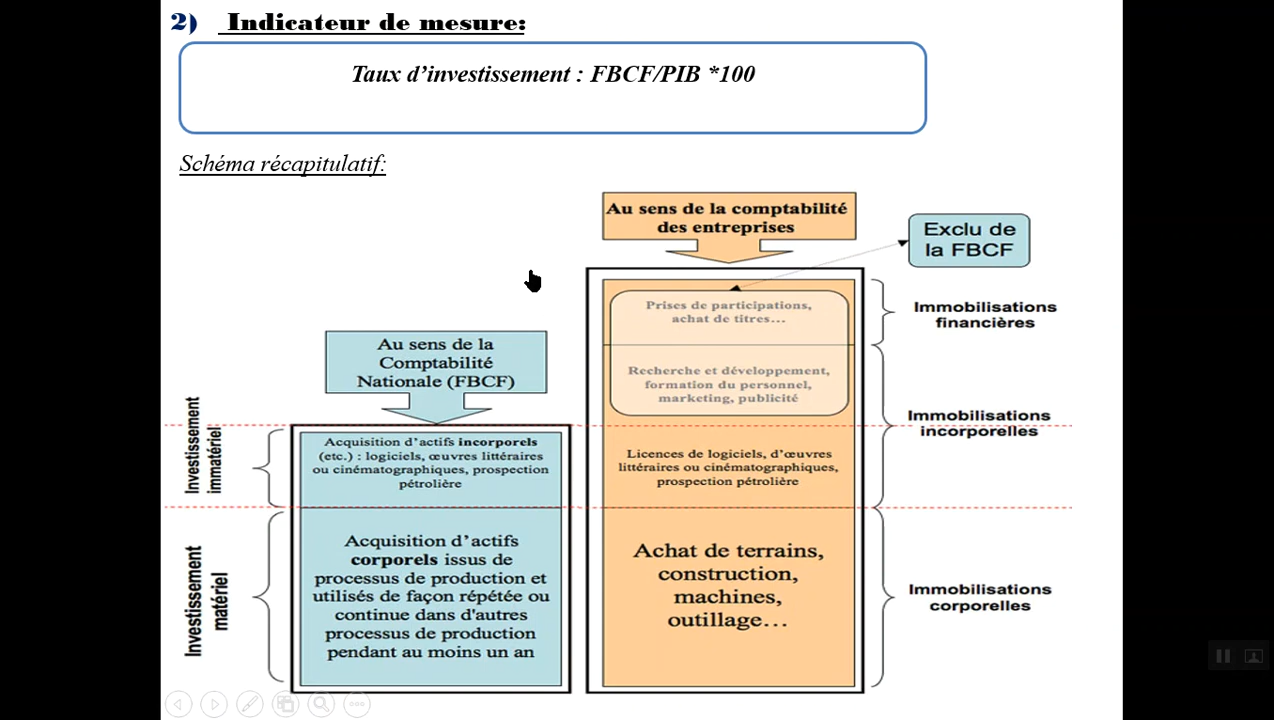 2) Indicateur de mesure:
Taux d’investissement : FBCF/PIB *100
Schéma récapitulatif:
Au sens de la comptabilité
des entreprises
Exclu de
la FBCF
Prises de participations,
achat de titres…
Immobilisations
financières
Au sens de la
Comptabilité
Nationale (FBCF)
Recherche et développement,
formation du personnel,
marketing, publicité
Immobilisations
incorporelles
Investissement
immatériel
Acquisition d’actifs incorporels
(etc.) : logiciels, œuvres littéraires
ou cinématographiques, prospection
pétrolière
Licences de logiciels, d’œuvres
littéraires ou cinématographiques,
prospection pétrolière
Investissement
matériel
Acquisition d’actifs
corporels issus de
processus de production et
utilisés de façon répétée ou
continue dans d'autres
processus de production
pendant au moins un an
Achat de terrains,
construction,
machines,
outillage…
Immobilisations
corporelles